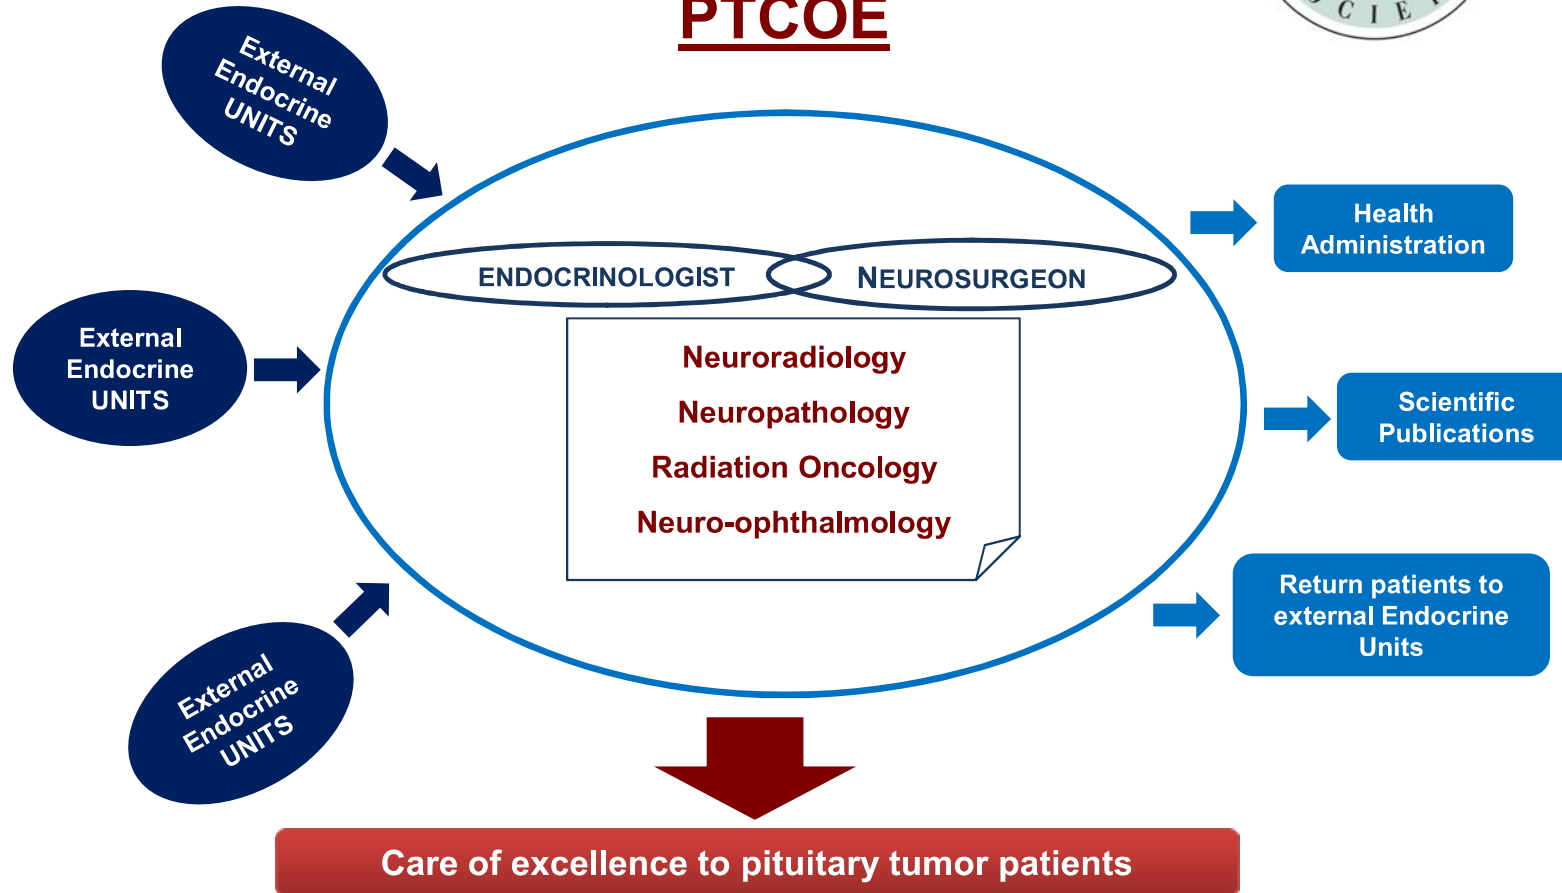 PTCOE
CIE
External
Endocrine
UNITS
Health
Administration
ENDOCRINOLOGIST
NEUROSURGEON
External
Endocrine
UNITS
Neuroradiology
Neuropathology
Radiation Oncology
Neuro-ophthalmology
Scientific
Publications
Return patients to
external Endocrine
Units
External
Endocrine
UNITS
Care of excellence to pituitary tumor patients